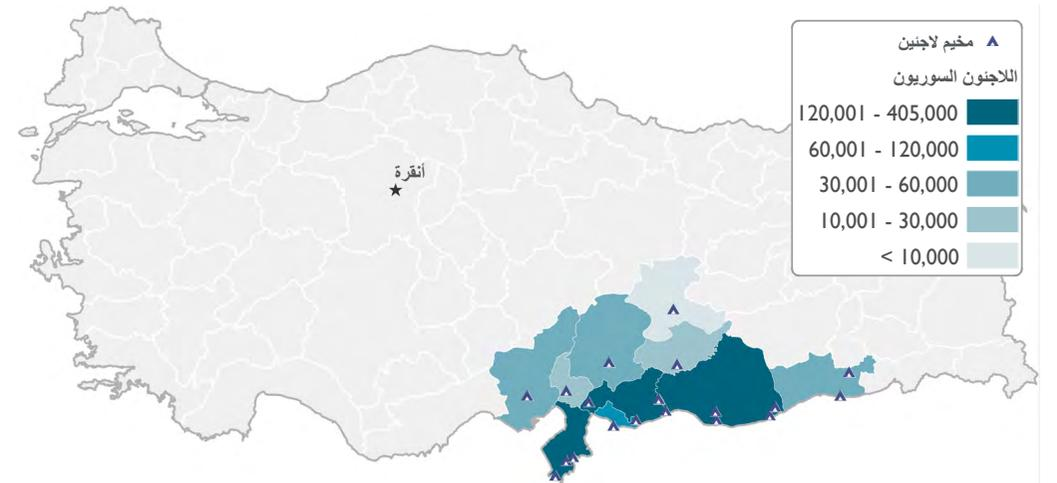 مخيم لاجئين
اللاجئون السوريون
120,001 - 405,000
60,001 - 120,000
30,001 - 60,000
10,001 - 30,000
< 10,000
أنقرة